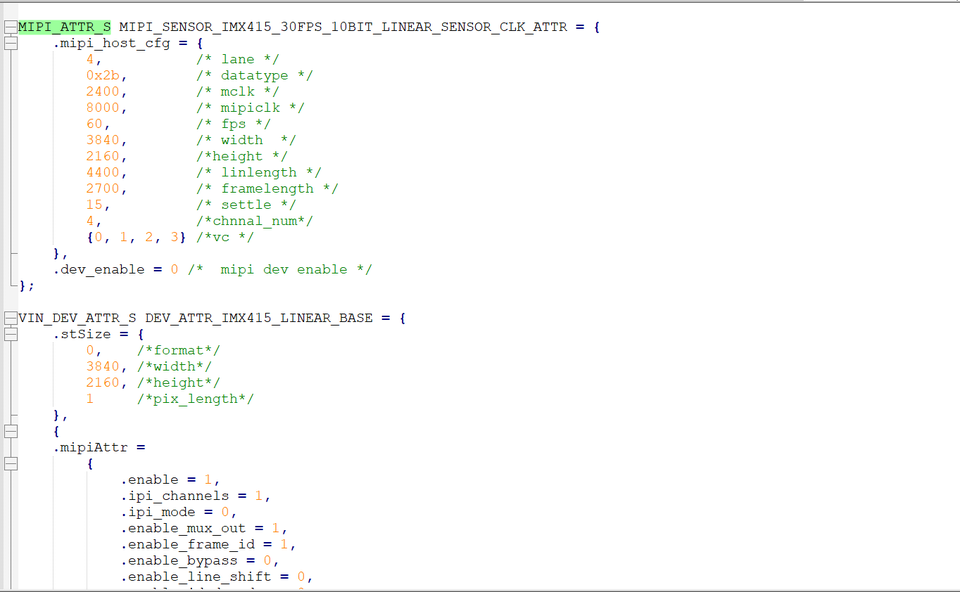 MIPI_ATTR_S MIPI_SENSOR_IMX415_30FPS_10BIT_LINEAR_SENSOR_CLK_ATTR = {
    .mipi_host_cfg = {
        4,           /* lane */
        0x2b,        /* datatype */
        2400,        /* mclk */
        8000,        /* mipiclk */
        60,          /* fps */
        3840,        /* width  */
        2160,        /*height */
        4400,        /* linlength */
        2700,        /* framelength */
        15,          /* settle */
        4,           /*chnnal_num*/
        {0, 1, 2, 3} /*vc */
    },
    .dev_enable = 0 /*  mipi dev enable */
};
VIN_DEV_ATTR_S DEV_ATTR_IMX415_LINEAR_BASE = {
    .stSize = {
        0,    /*format*/
        3840, /*width*/
        2160, /*height*/
        1     /*pix_length*/
    },
    {
    .mipiAttr =
        {
            .enable = 1,
            .ipi_channels = 1,
            .ipi_mode = 0,
            .enable_mux_out = 1,
            .enable_frame_id = 1,
            .enable_bypass = 0,
            .enable_line_shift = 0,